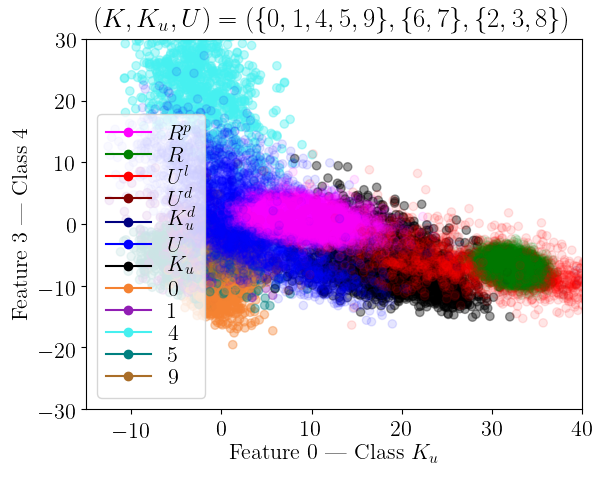 (K, K_u, U) = ({0, 1, 4, 5, 9}, {6, 7}, {2, 3, 8})
30
20
10
0
−10
−20
−30
Feature 3 — Class 4
R^p
R
U^l
U^d
K_u^d
U
K_u
0
1
4
5
9
−10
0
10
20
30
40
Feature 0 — Class K_u